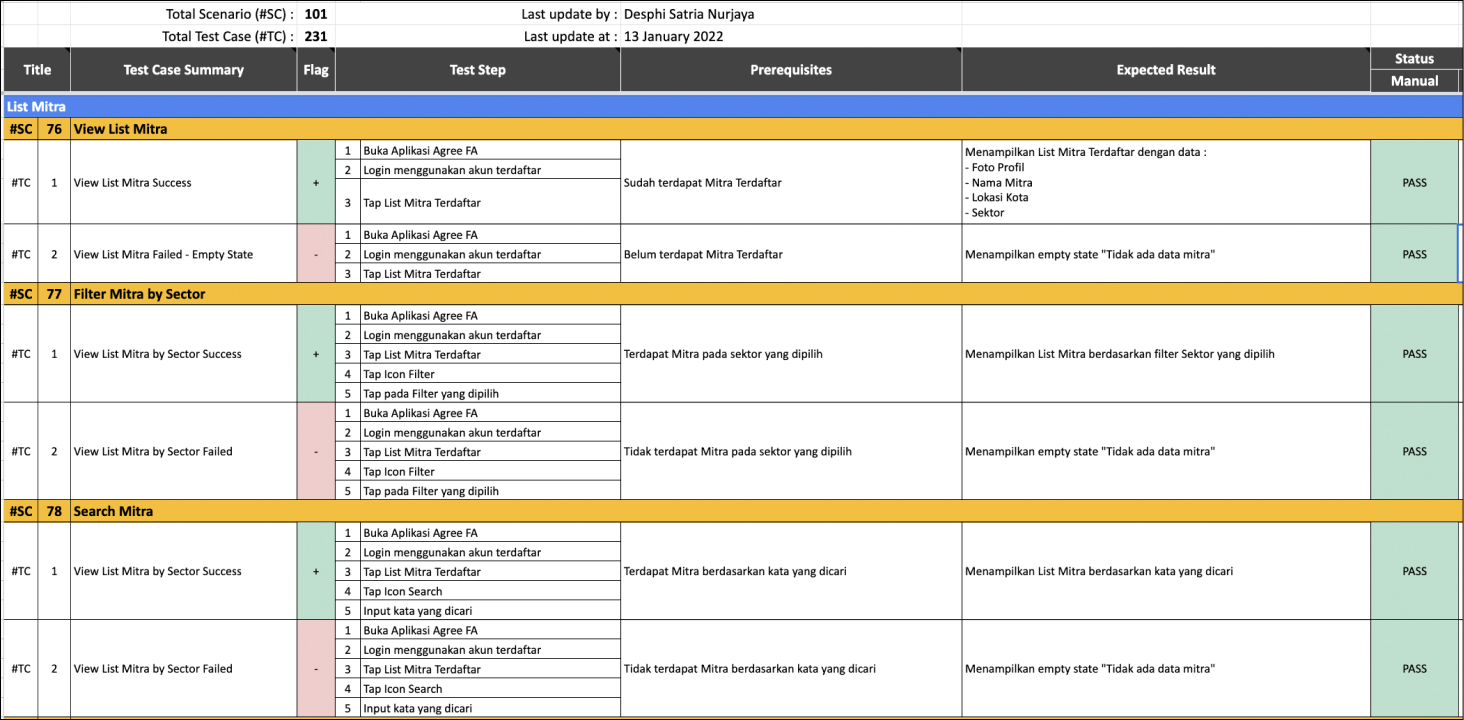 Total Scenario (#SC) : 101 Last update by : Desphi Satria Nurjaya
Total Test Case (#TC) : 231 Last update at : 13 January 2022
Title Test Case Summary Flag Test Step Prerequisites Expected Result Status
Manual
List Mitra
#SC 76 View List Mitra
#TC 1 View List Mitra Success +
1 Buka Aplikasi Agree FA
2 Login menggunakan akun terdaftar
3 Tap List Mitra Terdaftar
Sudah terdapat Mitra Terdaftar
Menampilkan List Mitra Terdaftar dengan data :
- Foto Profil
- Nama Mitra
- Lokasi Kota
- Sektor
PASS
#TC 2 View List Mitra Failed - Empty State -
1 Buka Aplikasi Agree FA
2 Login menggunakan akun terdaftar
3 Tap List Mitra Terdaftar
Belum terdapat Mitra Terdaftar
Menampilkan empty state "Tidak ada data mitra"
PASS
#SC 77 Filter Mitra by Sector
#TC 1 View List Mitra by Sector Success +
1 Buka Aplikasi Agree FA
2 Login menggunakan akun terdaftar
3 Tap List Mitra Terdaftar
4 Tap Icon Filter
5 Tap pada Filter yang dipilih
Terdapat Mitra pada sektor yang dipilih
Menampilkan List Mitra berdasarkan filter Sektor yang dipilih
PASS
#TC 2 View List Mitra by Sector Failed -
1 Buka Aplikasi Agree FA
2 Login menggunakan akun terdaftar
3 Tap List Mitra Terdaftar
4 Tap Icon Filter
5 Tap pada Filter yang dipilih
Tidak terdapat Mitra pada sektor yang dipilih
Menampilkan empty state "Tidak ada data mitra"
PASS
#SC 78 Search Mitra
#TC 1 View List Mitra by Sector Success +
1 Buka Aplikasi Agree FA
2 Login menggunakan akun terdaftar
3 Tap List Mitra Terdaftar
4 Tap Icon Search
5 Input kata yang dicari
Terdapat Mitra berdasarkan kata yang dicari
Menampilkan List Mitra berdasarkan kata yang dicari
PASS
#TC 2 View List Mitra by Sector Failed -
1 Buka Aplikasi Agree FA
2 Login menggunakan akun terdaftar
3 Tap List Mitra Terdaftar
4 Tap Icon Search
5 Input kata yang dicari
Tidak terdapat Mitra berdasarkan kata yang dicari
Menampilkan empty state "Tidak ada data mitra"
PASS